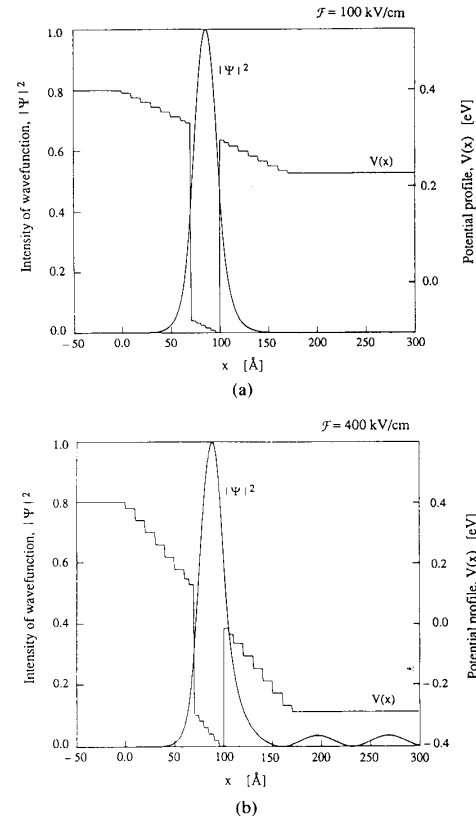 ℱ = 100 kV/cm
Intensity of wavefunction, |Ψ|²
1.0
0.8
0.6
0.4
0.2
0.0
|Ψ|²
V(x)
0.4
0.2
0.0
Potential profile, V(x) [eV]
−50
0.0
50
100
150
200
250
300
x [Å]
(a)
ℱ = 400 kV/cm
Intensity of wavefunction, |Ψ|²
1.0
0.8
0.6
0.4
0.2
0.0
|Ψ|²
V(x)
0.4
0.2
0.0
−0.2
−0.4
Potential profile, V(x) [eV]
−50
0.0
50
100
150
200
250
300
x [Å]
(b)